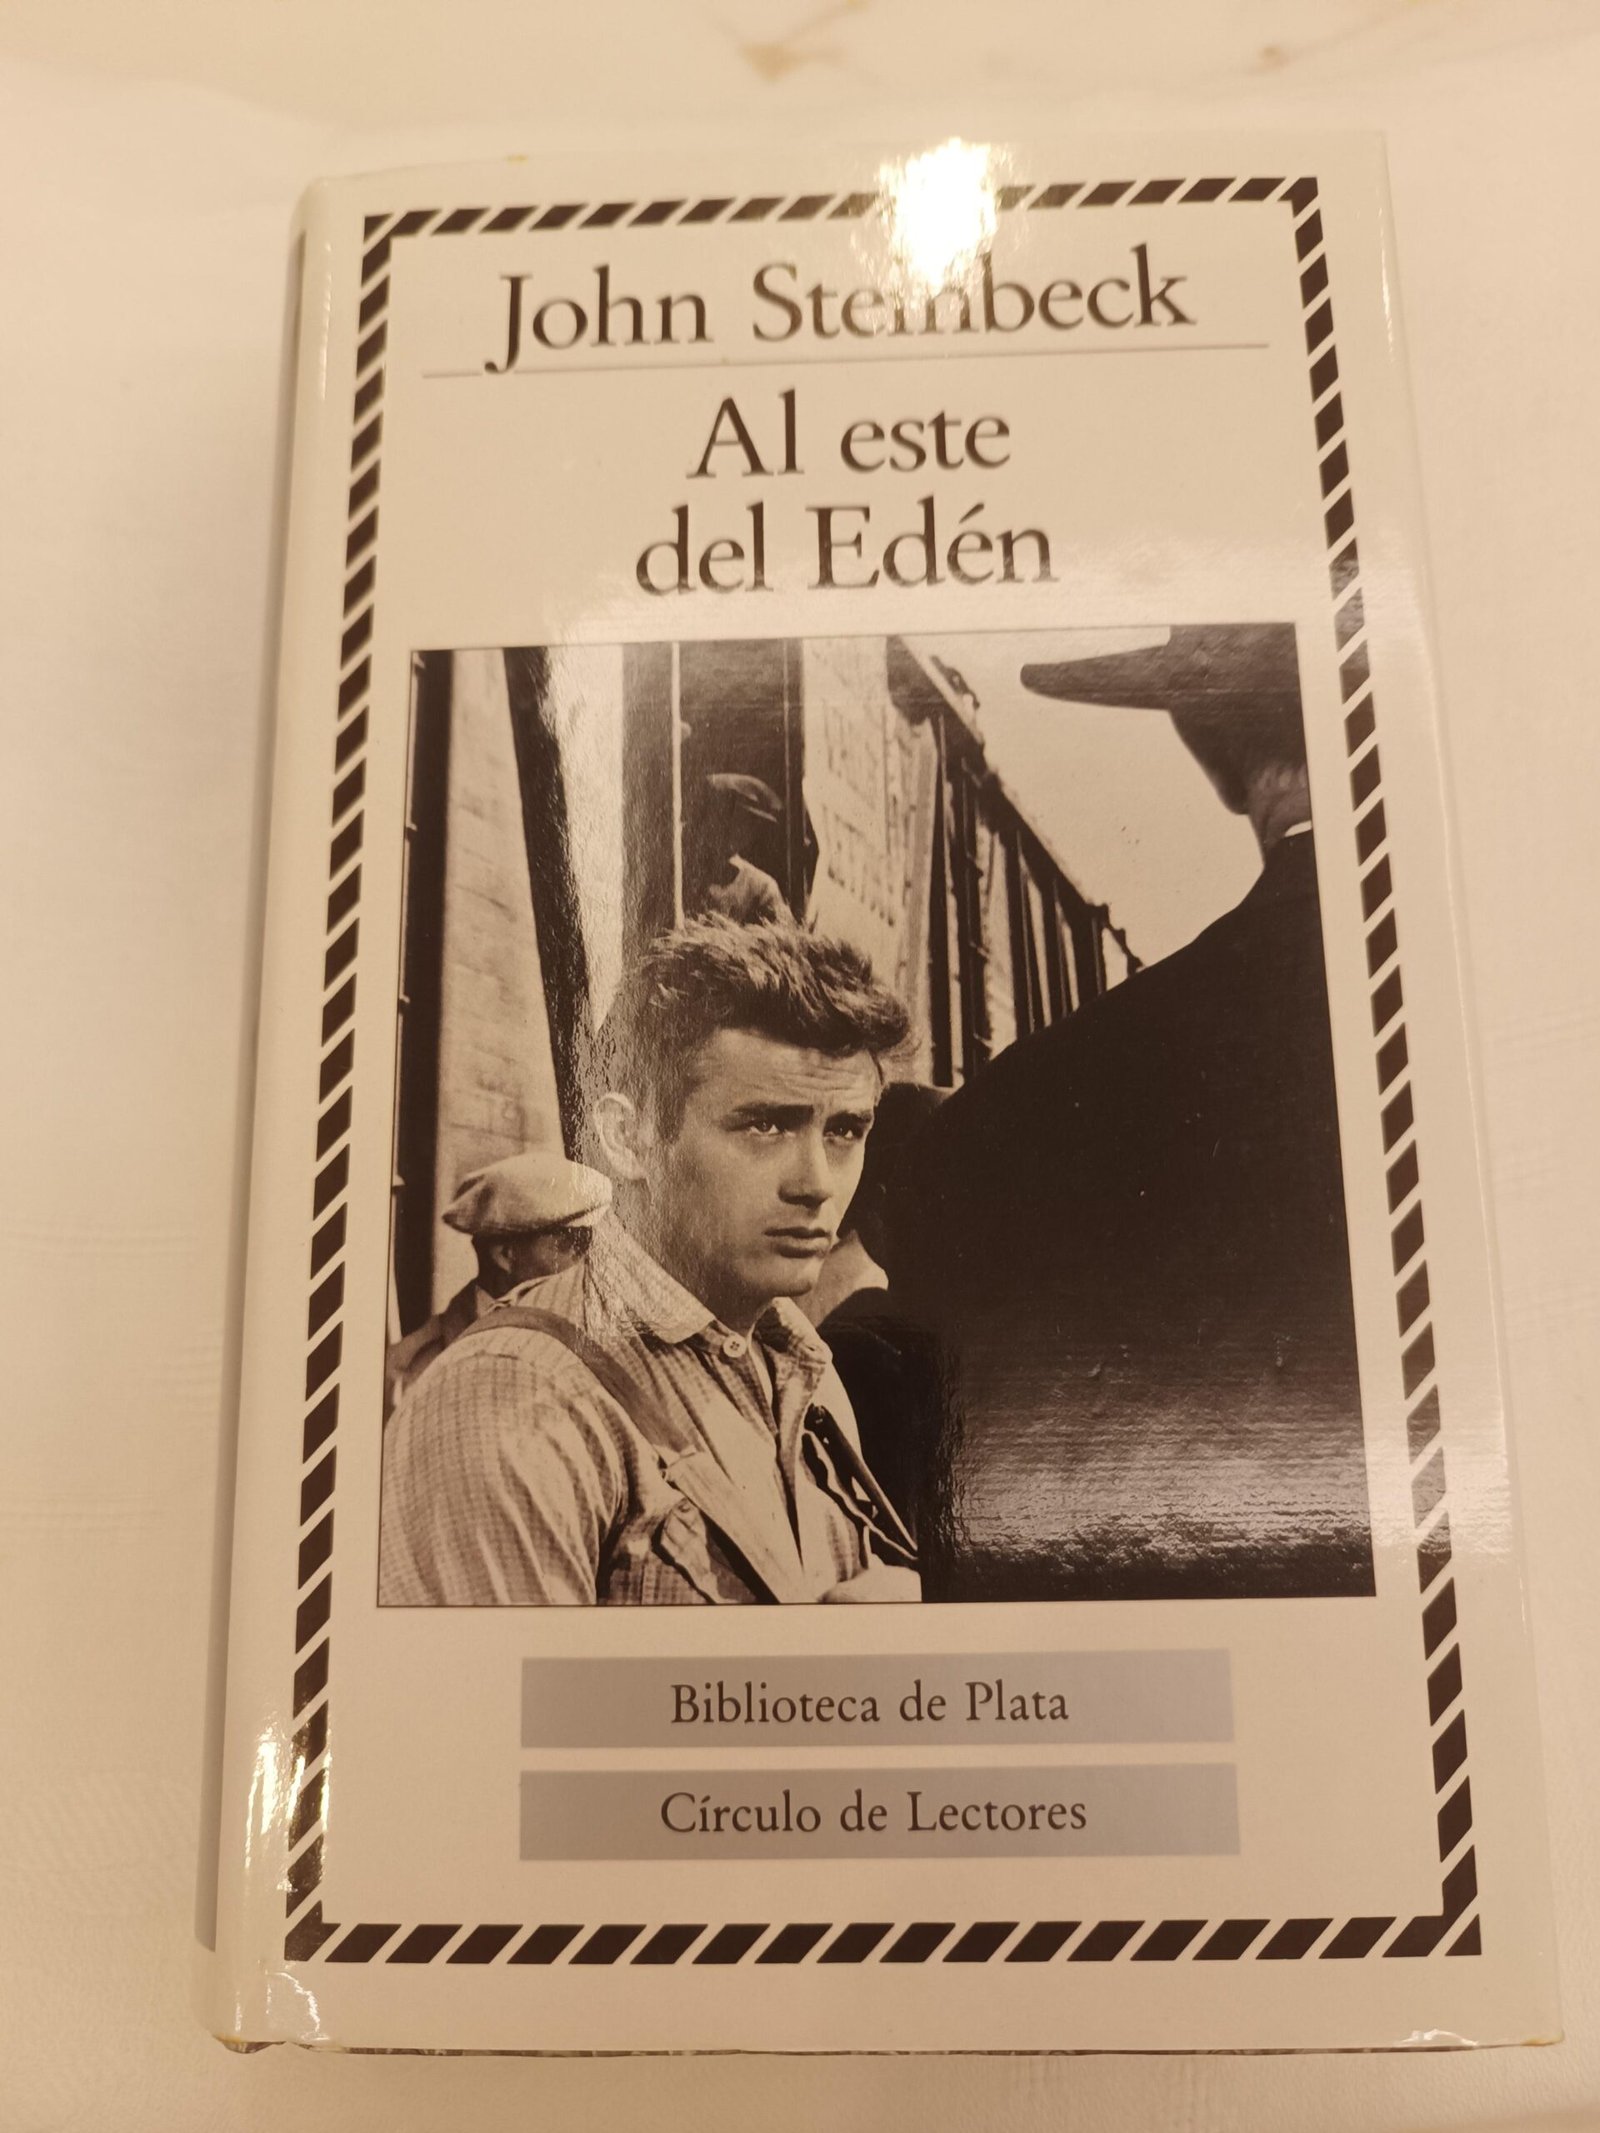 John Steinbeck
Al este
del Edén
Biblioteca de Plata
Círculo de Lectores